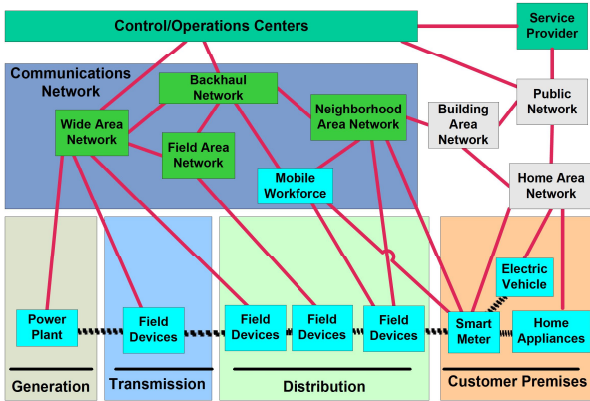 Control/Operations Centers
Service
Provider
Communications
Network
Backhaul
Network
Wide Area
Network
Field Area
Network
Neighborhood
Area Network
Mobile
Workforce
Building
Area
Network
Public
Network
Home Area
Network
Electric
Vehicle
Power
Plant
Field
Devices
Field
Devices
Field
Devices
Field
Devices
Smart
Meter
Home
Appliances
Generation
Transmission
Distribution
Customer Premises